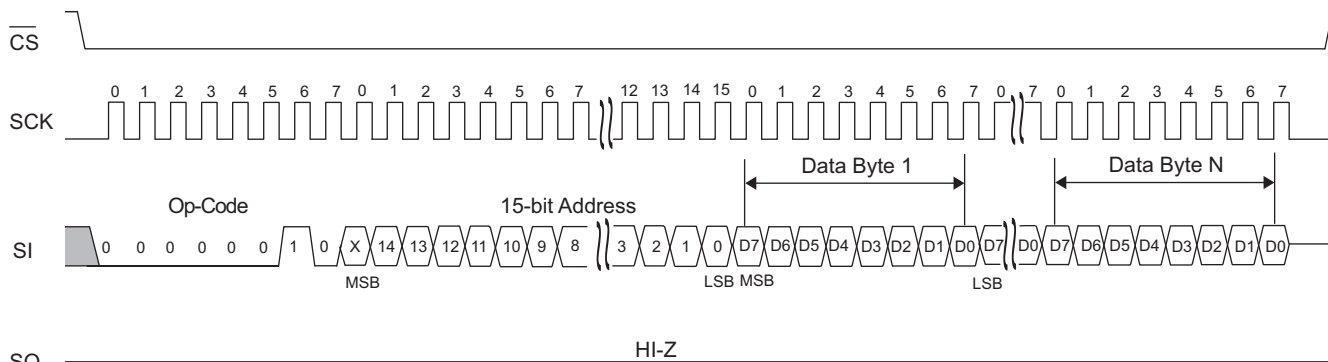 CS
0 1 2 3 4 5 6 7 0 1 2 3 4 5 6 7 12 13 14 15 0 1 2 3 4 5 6 7 0 7 0 1 2 3 4 5 6 7
SCK
Data Byte 1 Data Byte N
Op-Code 15-bit Address
SI 0 0 0 0 0 0 1 0 X 14 13 12 11 10 9 8 3 2 1 0 D7 D6 D5 D4 D3 D2 D1 D0 D7 D0 D7 D6 D5 D4 D3 D2 D1 D0
MSB LSB MSB LSB
HI-Z
SO